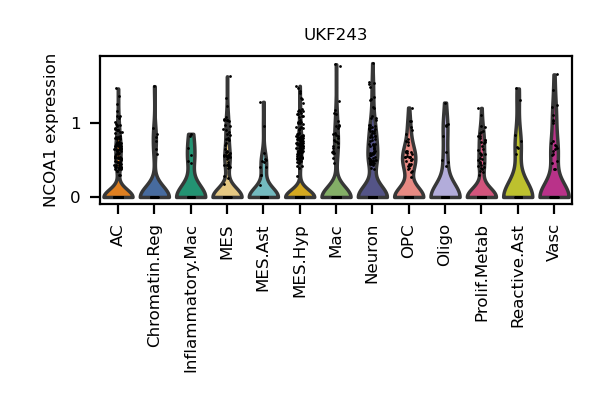 UKF243
NCOA1 expression
1
0
AC
Chromatin.Reg
Inflammatory.Mac
MES
MES.Ast
MES.Hyp
Mac
Neuron
OPC
Oligo
Prolif.Metab
Reactive.Ast
Vasc